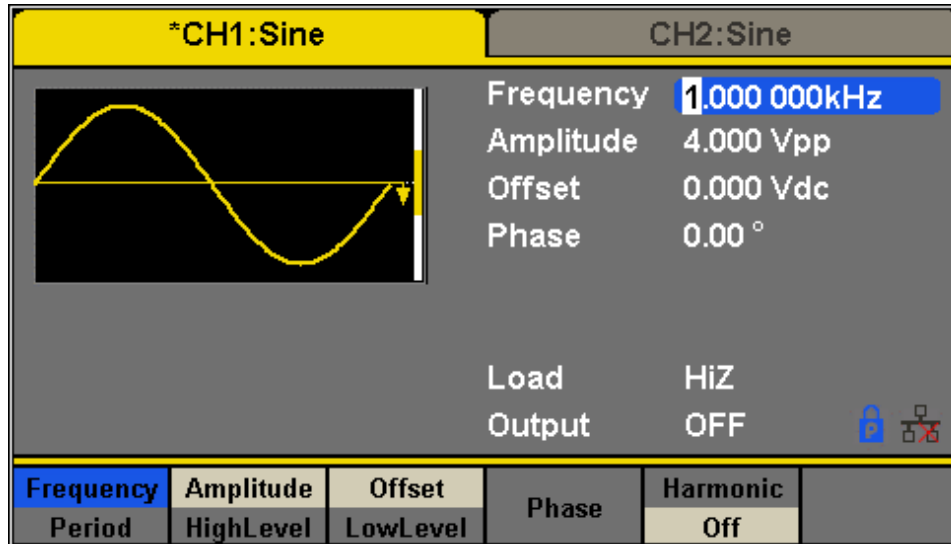 *CH1:Sine
CH2:Sine
Frequency 1.000 000kHz
Amplitude 4.000 Vpp
Offset 0.000 Vdc
Phase 0.00 °
Load HiZ
Output OFF
P
Frequency Amplitude Offset Phase Harmonic
Period HighLevel LowLevel Off